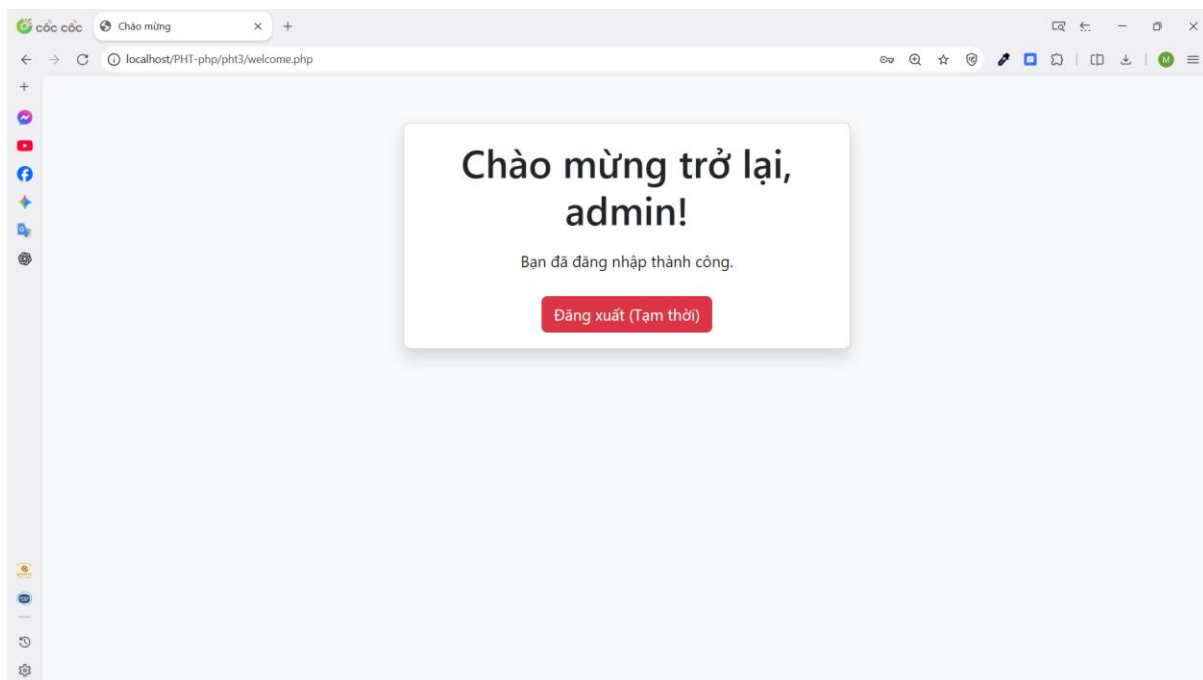 cốc cốc
Chào mừng
localhost/PHT-php/pht3/welcome.php
M
Chào mừng trở lại,
admin!
Bạn đã đăng nhập thành công.
Đăng xuất (Tạm thời)